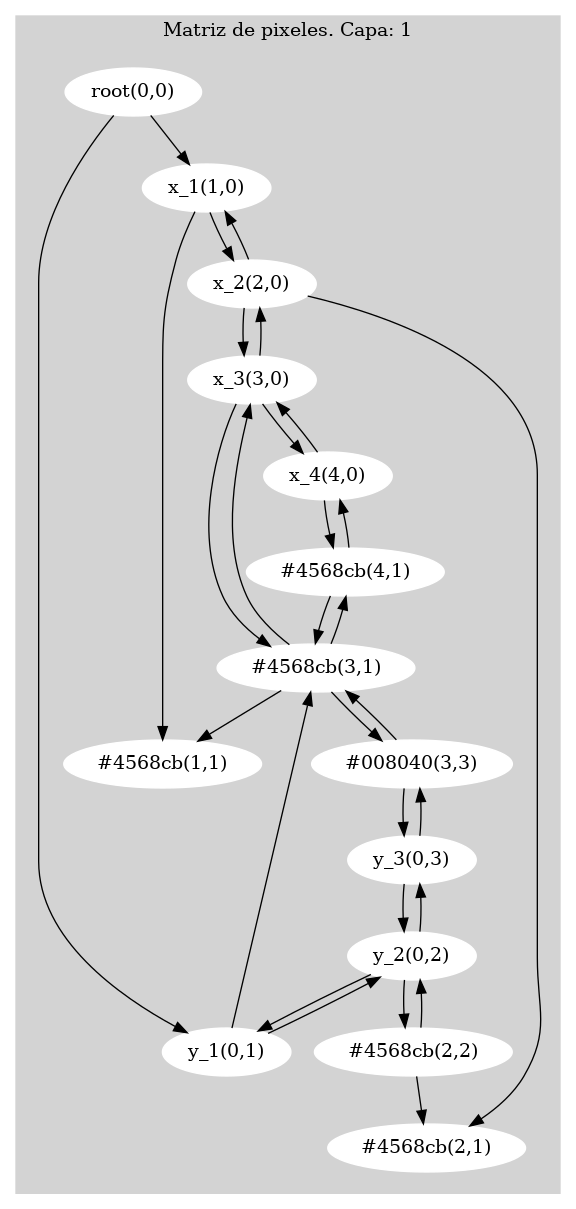 Matriz de pixeles. Capa: 1
root(0,0)
x_1(1,0)
x_2(2,0)
x_3(3,0)
x_4(4,0)
#4568cb(4,1)
#4568cb(3,1)
#4568cb(1,1)
#008040(3,3)
y_3(0,3)
y_2(0,2)
y_1(0,1)
#4568cb(2,2)
#4568cb(2,1)